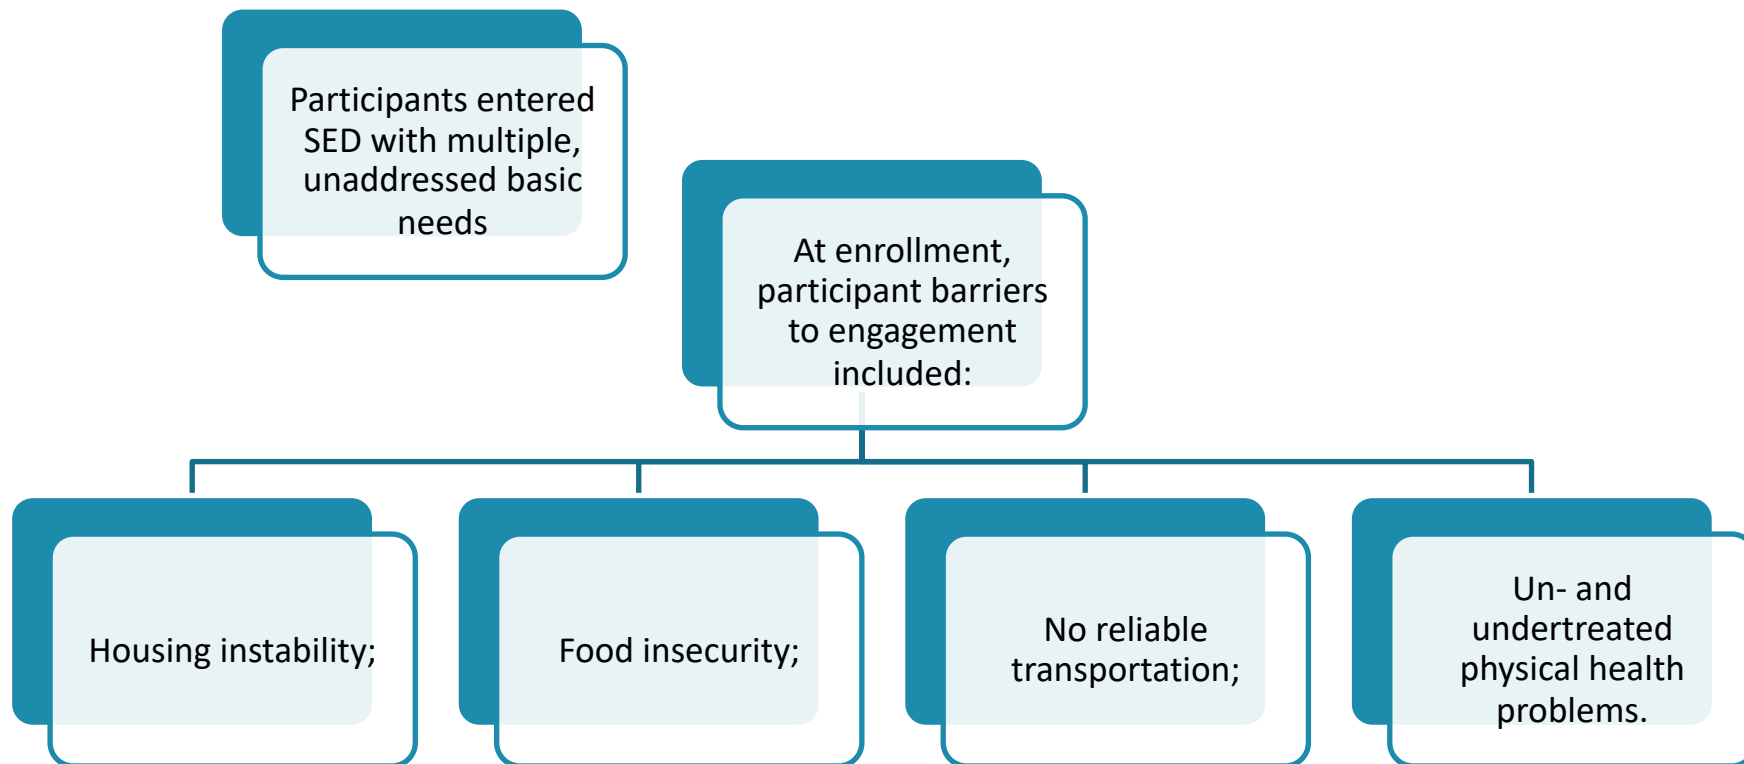 Participants entered
SED with multiple,
unaddressed basic
needs
At enrollment,
participant barriers
to engagement
included:
Housing instability;
Food insecurity;
No reliable
transportation;
Un- and
undertreated
physical health
problems.